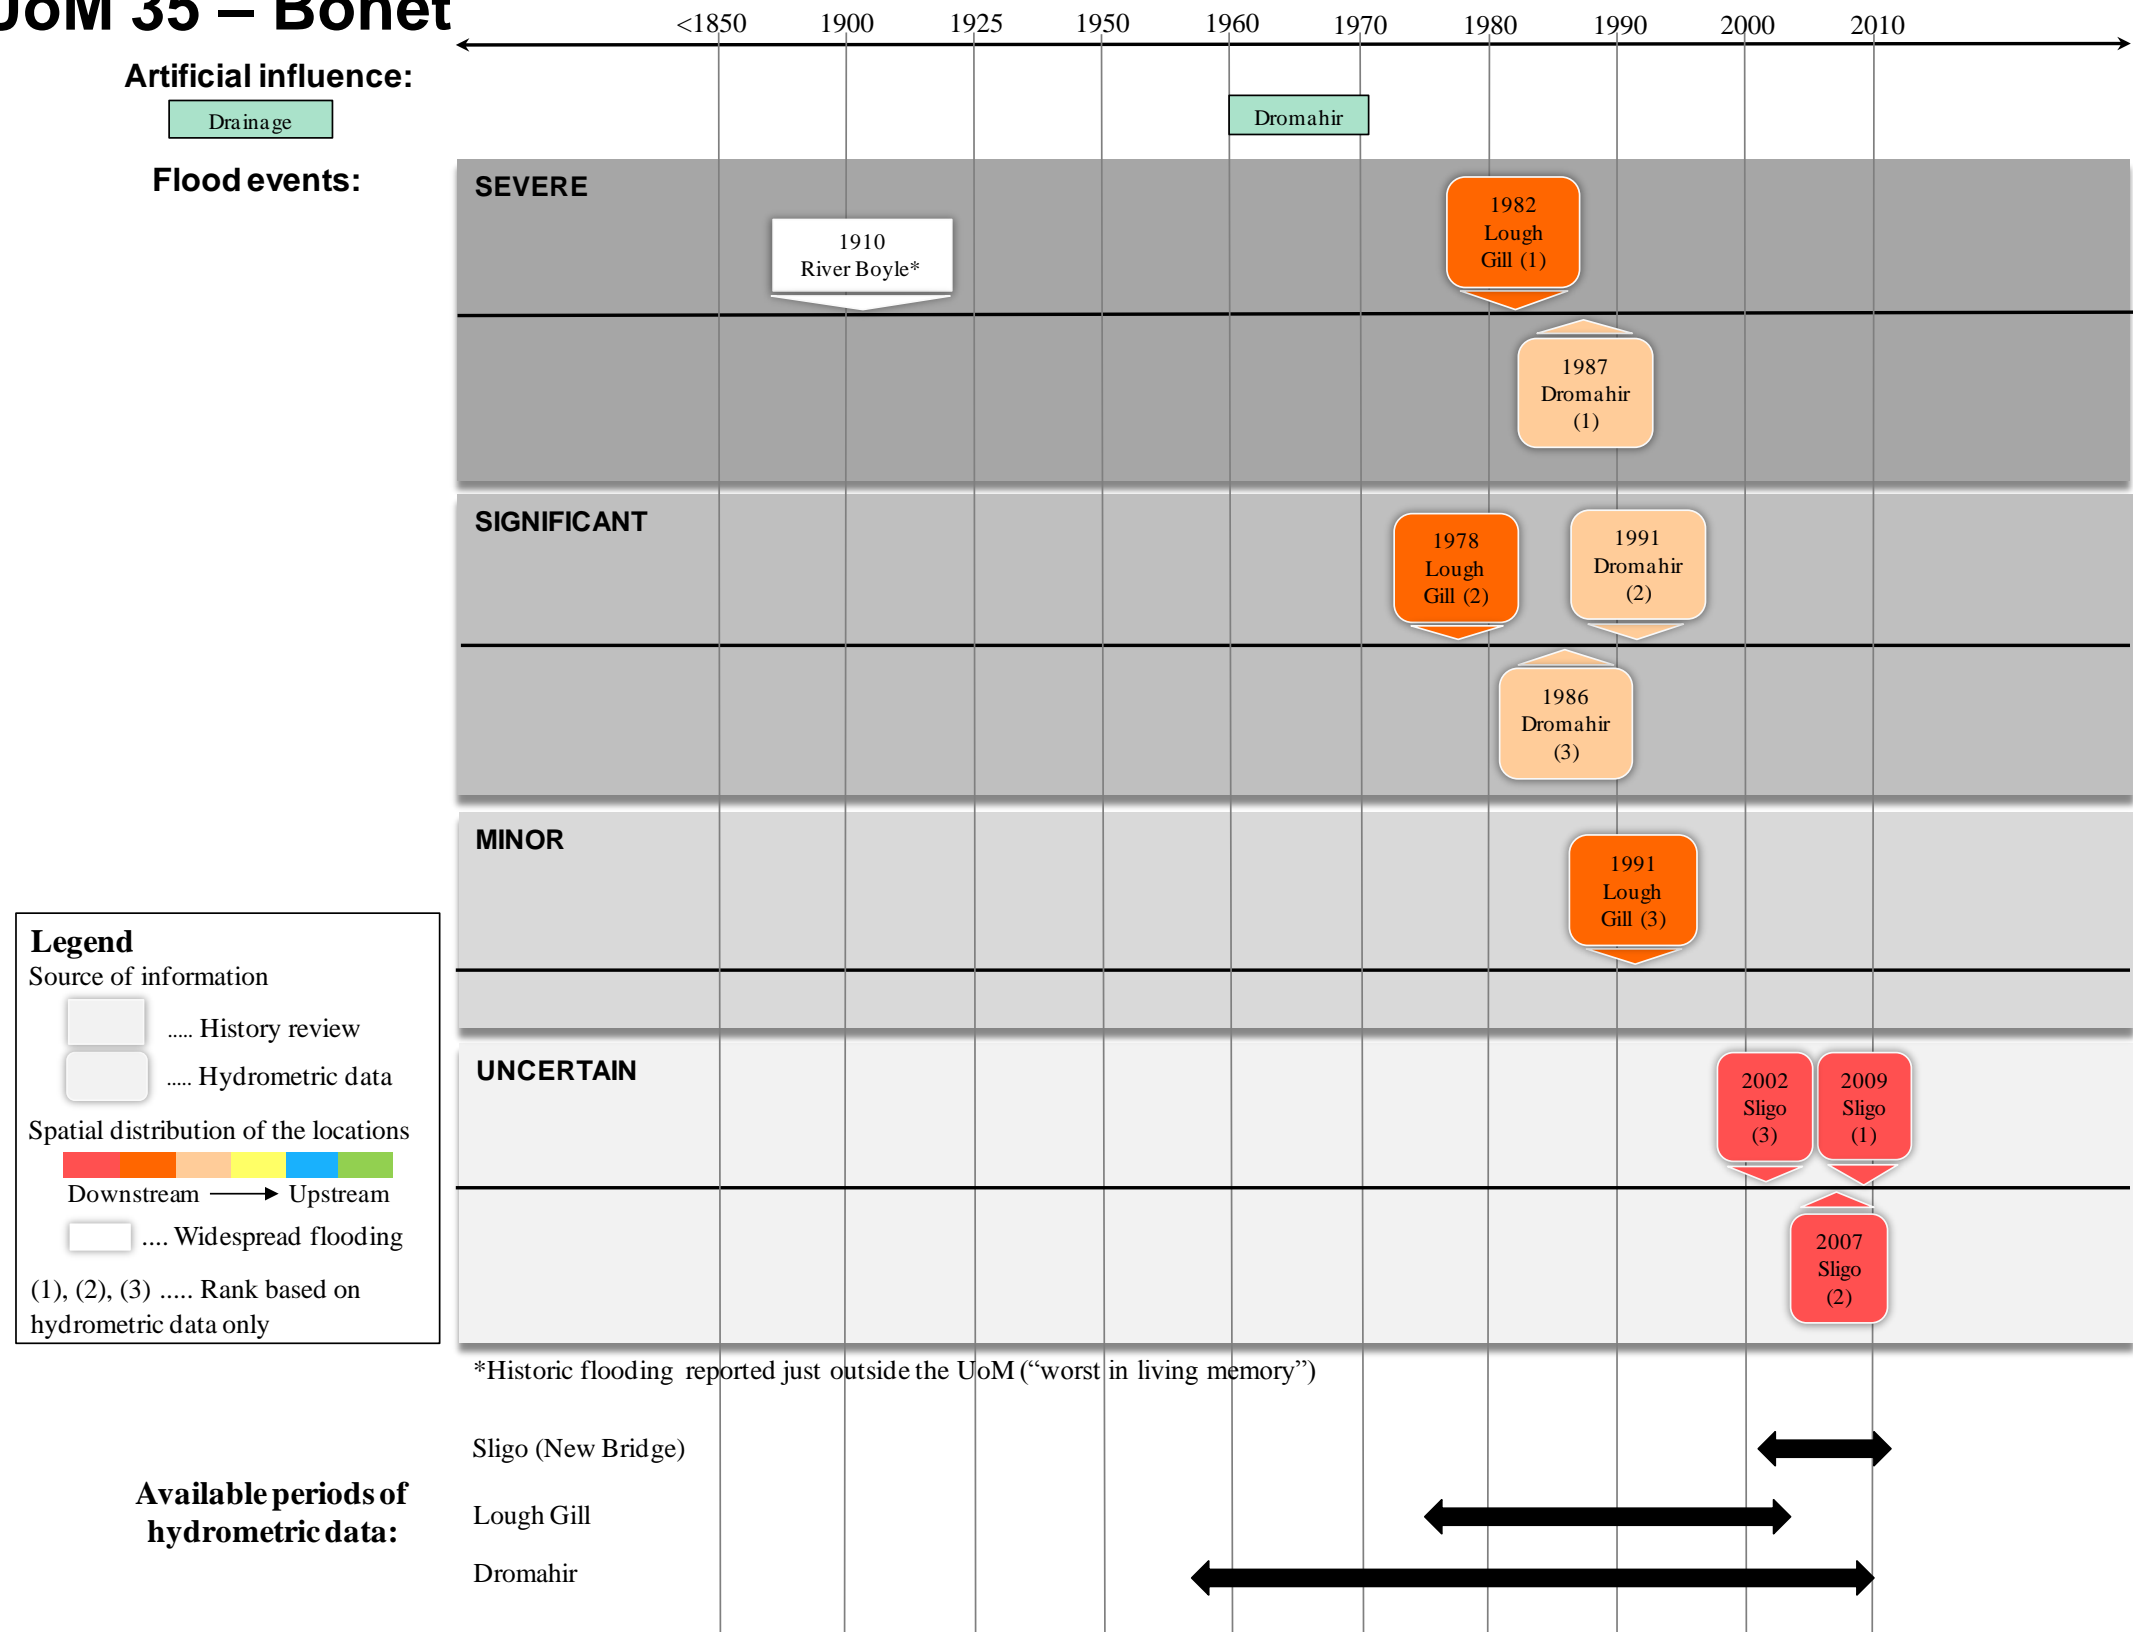 UoM 35 – Bonet
<1850 1900 1925 1950 1960 1970 1980 1990 2000 2010
Artificial influence:
Drainage
Dromahir
Flood events:
SEVERE
1910
River Boyle*
1982
Lough
Gill (1)
1987
Dromahir
(1)
SIGNIFICANT
1978
Lough
Gill (2)
1991
Dromahir
(2)
1986
Dromahir
(3)
MINOR
1991
Lough
Gill (3)
UNCERTAIN
2002
Sligo
(3)
2009
Sligo
(1)
2007
Sligo
(2)
Legend
Source of information
..... History review
..... Hydrometric data
Spatial distribution of the locations
Downstream Upstream
.... Widespread flooding
(1), (2), (3) ..... Rank based on
hydrometric data only
*Historic flooding reported just outside the UoM (“worst in living memory”)
Available periods of
hydrometric data:
Sligo (New Bridge)
Lough Gill
Dromahir